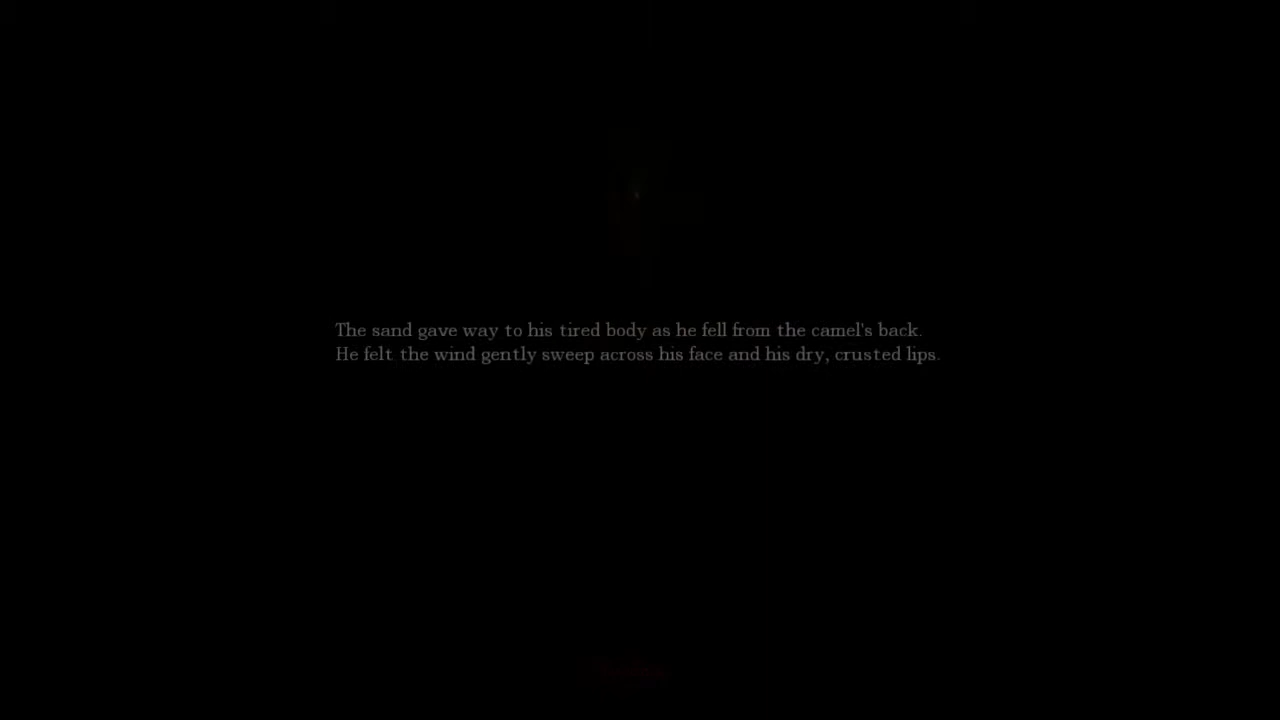 The sand gave way to his tired body as he fell from the camel's back.
He felt the wind gently sweep across his face and his dry, crusted lips.